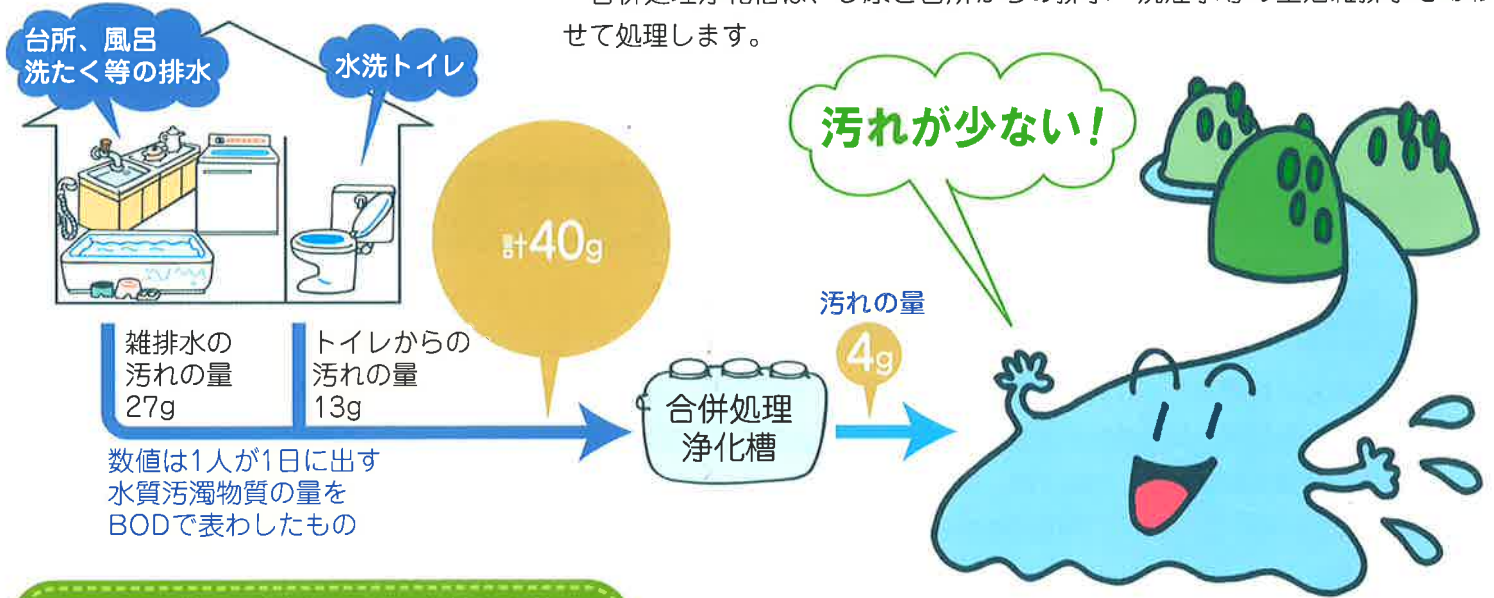 せて処理します。
台所、風呂
洗たく等の排水
水洗トイレ
汚れが少ない!
計40g
汚れの量
4g
雑排水の
汚れの量
27g
トイレからの
汚れの量
13g
合併処理
浄化槽
数値は1人が1日に出す
水質汚濁物質の量を
BODで表わしたもの